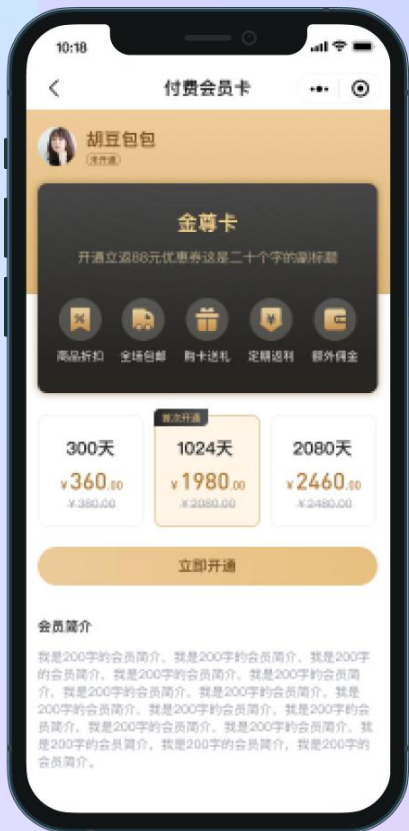 10:18
付费会员卡
胡豆包包
未开通
金尊卡
开通立返88元优惠券这是二十个字的副标题
商品折扣 全场包邮 购卡送礼 定期返利 额外佣金
首次开通
300天 1024天 2080天
¥360.00 ¥1980.00 ¥2460.00
¥380.00 ¥2080.00 ¥2480.00
立即开通
会员简介
我是200字的会员简介，我是200字的会员简介，我是200字
的会员简介，我是200字的会员简介，我是200字的会员简
介，我是200字的会员简介，我是200字的会员简介，我是
200字的会员简介，我是200字的会员简介，我是200字的会
员简介，我是200字的会员简介，我是200字的会员简介，我
是200字的会员简介，我是200字的会员简介，我是200字的
会员简介。